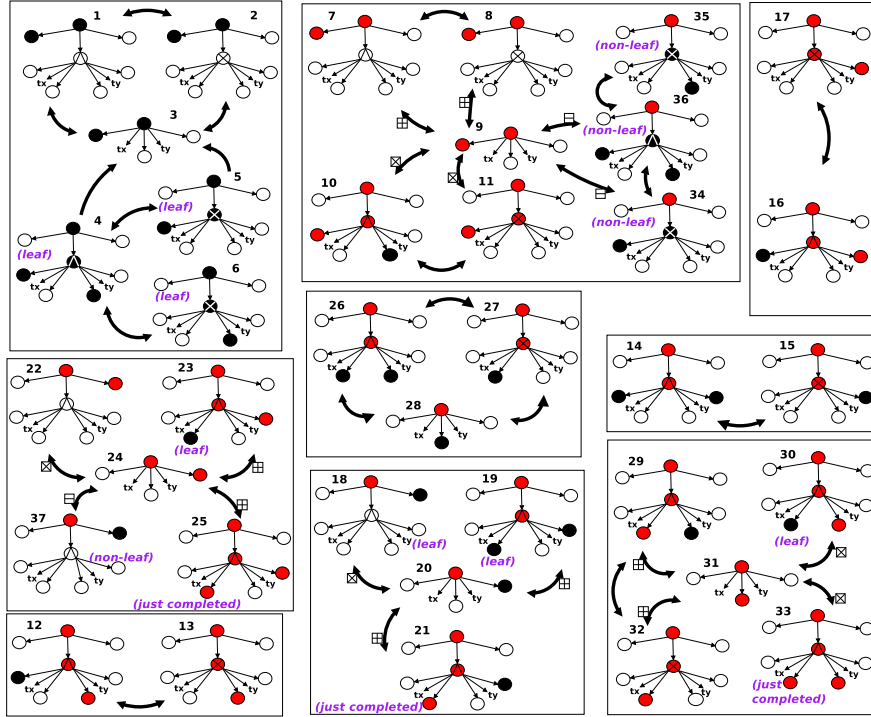 1
2
tx
ty
tx
ty
3
tx
ty
4
(leaf)
tx
ty
5
(leaf)
tx
ty
6
(leaf)
tx
ty
7
8
35
(non-leaf)
tx
ty
tx
ty
tx
ty
9
tx
ty
36
(non-leaf)
tx
ty
10
11
34
(non-leaf)
tx
ty
tx
ty
tx
ty
17
tx
ty
16
tx
ty
26
27
tx
ty
tx
ty
28
tx
ty
14
15
tx
ty
tx
ty
22
23
tx
ty
tx
ty
(leaf)
24
tx
ty
37
25
(non-leaf)
tx
ty
tx
ty
(just completed)
18
19
tx
ty
(leaf)
tx
ty
(leaf)
20
tx
ty
21
tx
ty
(just completed)
29
30
tx
ty
tx
ty
(leaf)
31
tx
ty
32
33
tx
ty
tx
ty
(just
completed)
12
13
tx
ty
tx
ty